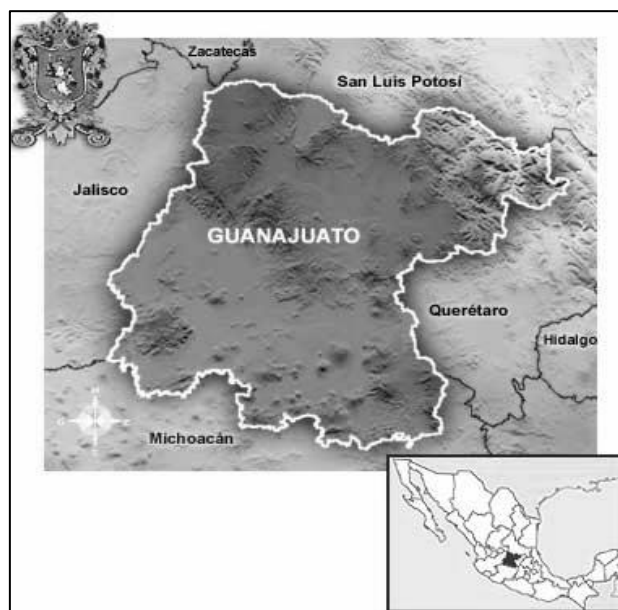 Zacatecas
San Luis Potosí
Jalisco
GUANAJUATO
Querétaro
Hidalgo
Michoacán